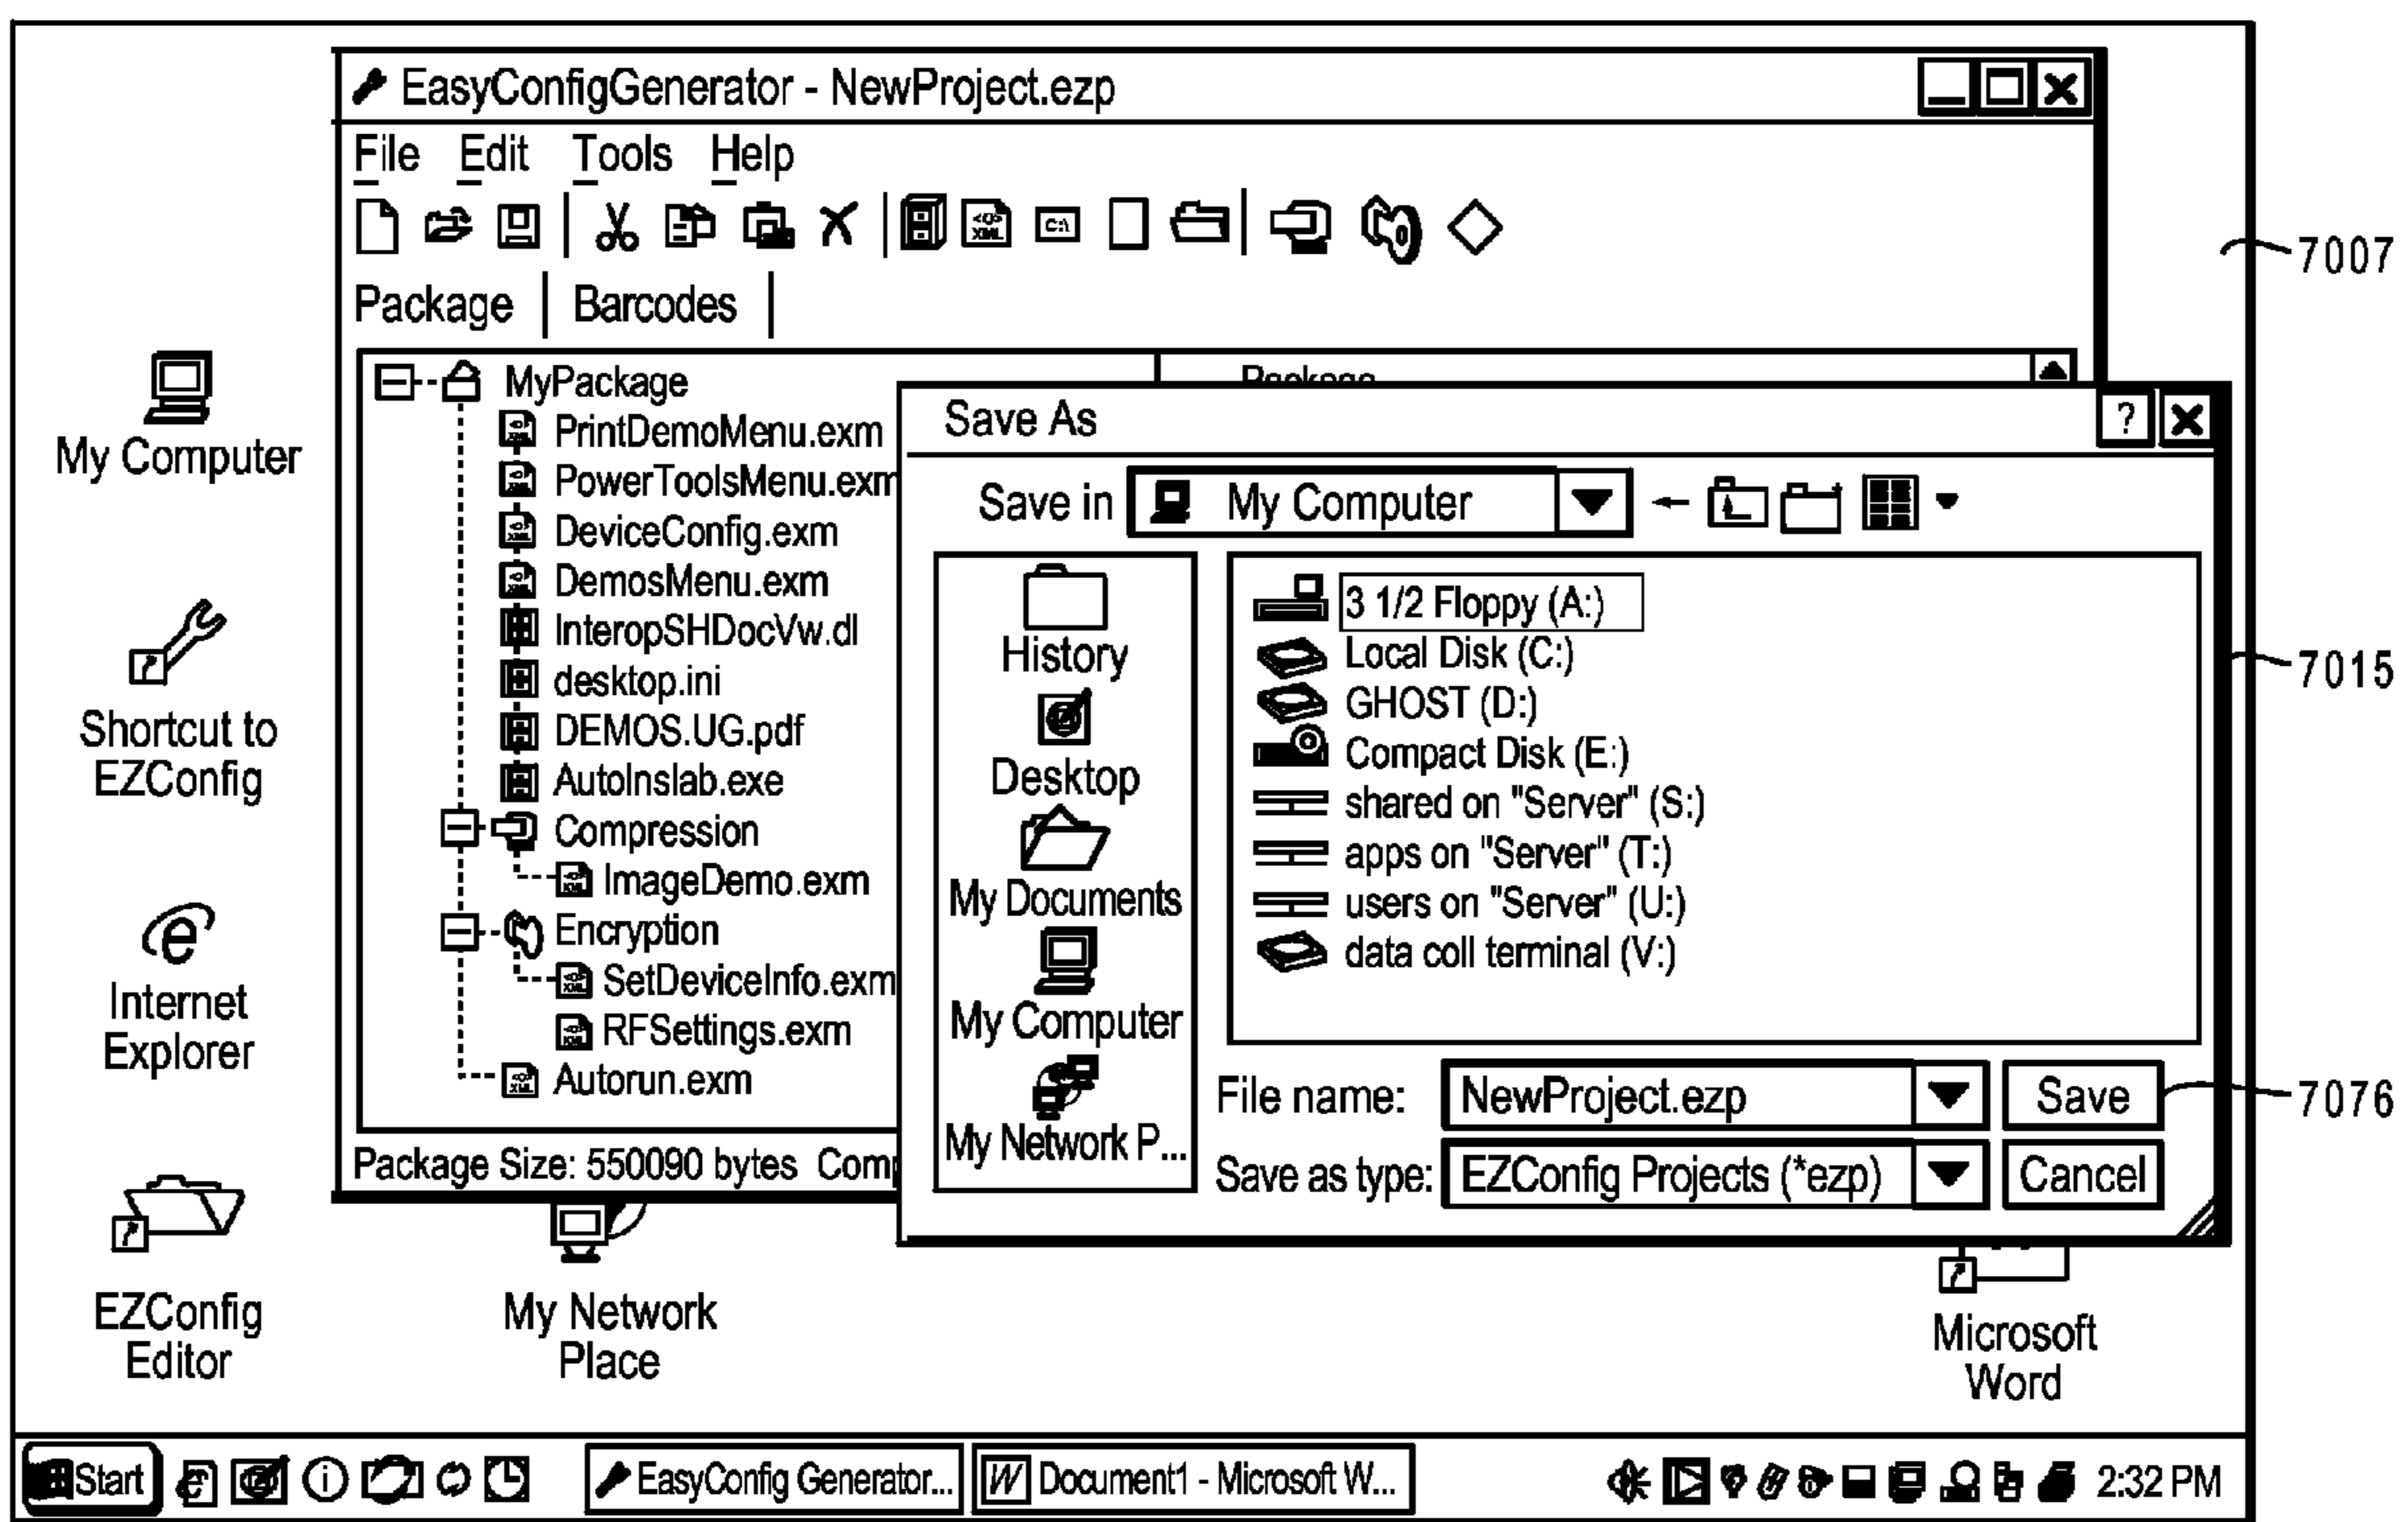 EasyConfigGenerator - NewProject.ezp
File Edit Tools Help
<0> XML
C:\
7007
Package
Barcodes
MyPackage
Package
PrintDemoMenu.exm
PowerToolsMenu.exm
DeviceConfig.exm
DemosMenu.exm
InteropSHDocVw.dl
desktop.ini
DEMOS.UG.pdf
AutoInslab.exe
Compression
ImageDemo.exm
Encryption
SetDeviceInfo.exm
RFSettings.exm
Autorun.exm
Package Size: 550090 bytes
Save As
?
Save in
My Computer
History
Desktop
My Documents
My Computer
My Network P...
3 1/2 Floppy (A:)
Local Disk (C:)
GHOST (D:)
Compact Disk (E:)
shared on "Server" (S:)
apps on "Server" (T:)
users on "Server" (U:)
data coll terminal (V:)
7015
File name:
NewProject.ezp
Save
7076
Save as type:
EZConfig Projects (*ezp)
Cancel
My Computer
Shortcut to
EZConfig
Internet
Explorer
EZConfig
Editor
My Network
Place
Microsoft
Word
Start
EasyConfig Generator...
W Document1 - Microsoft W...
2:32 PM